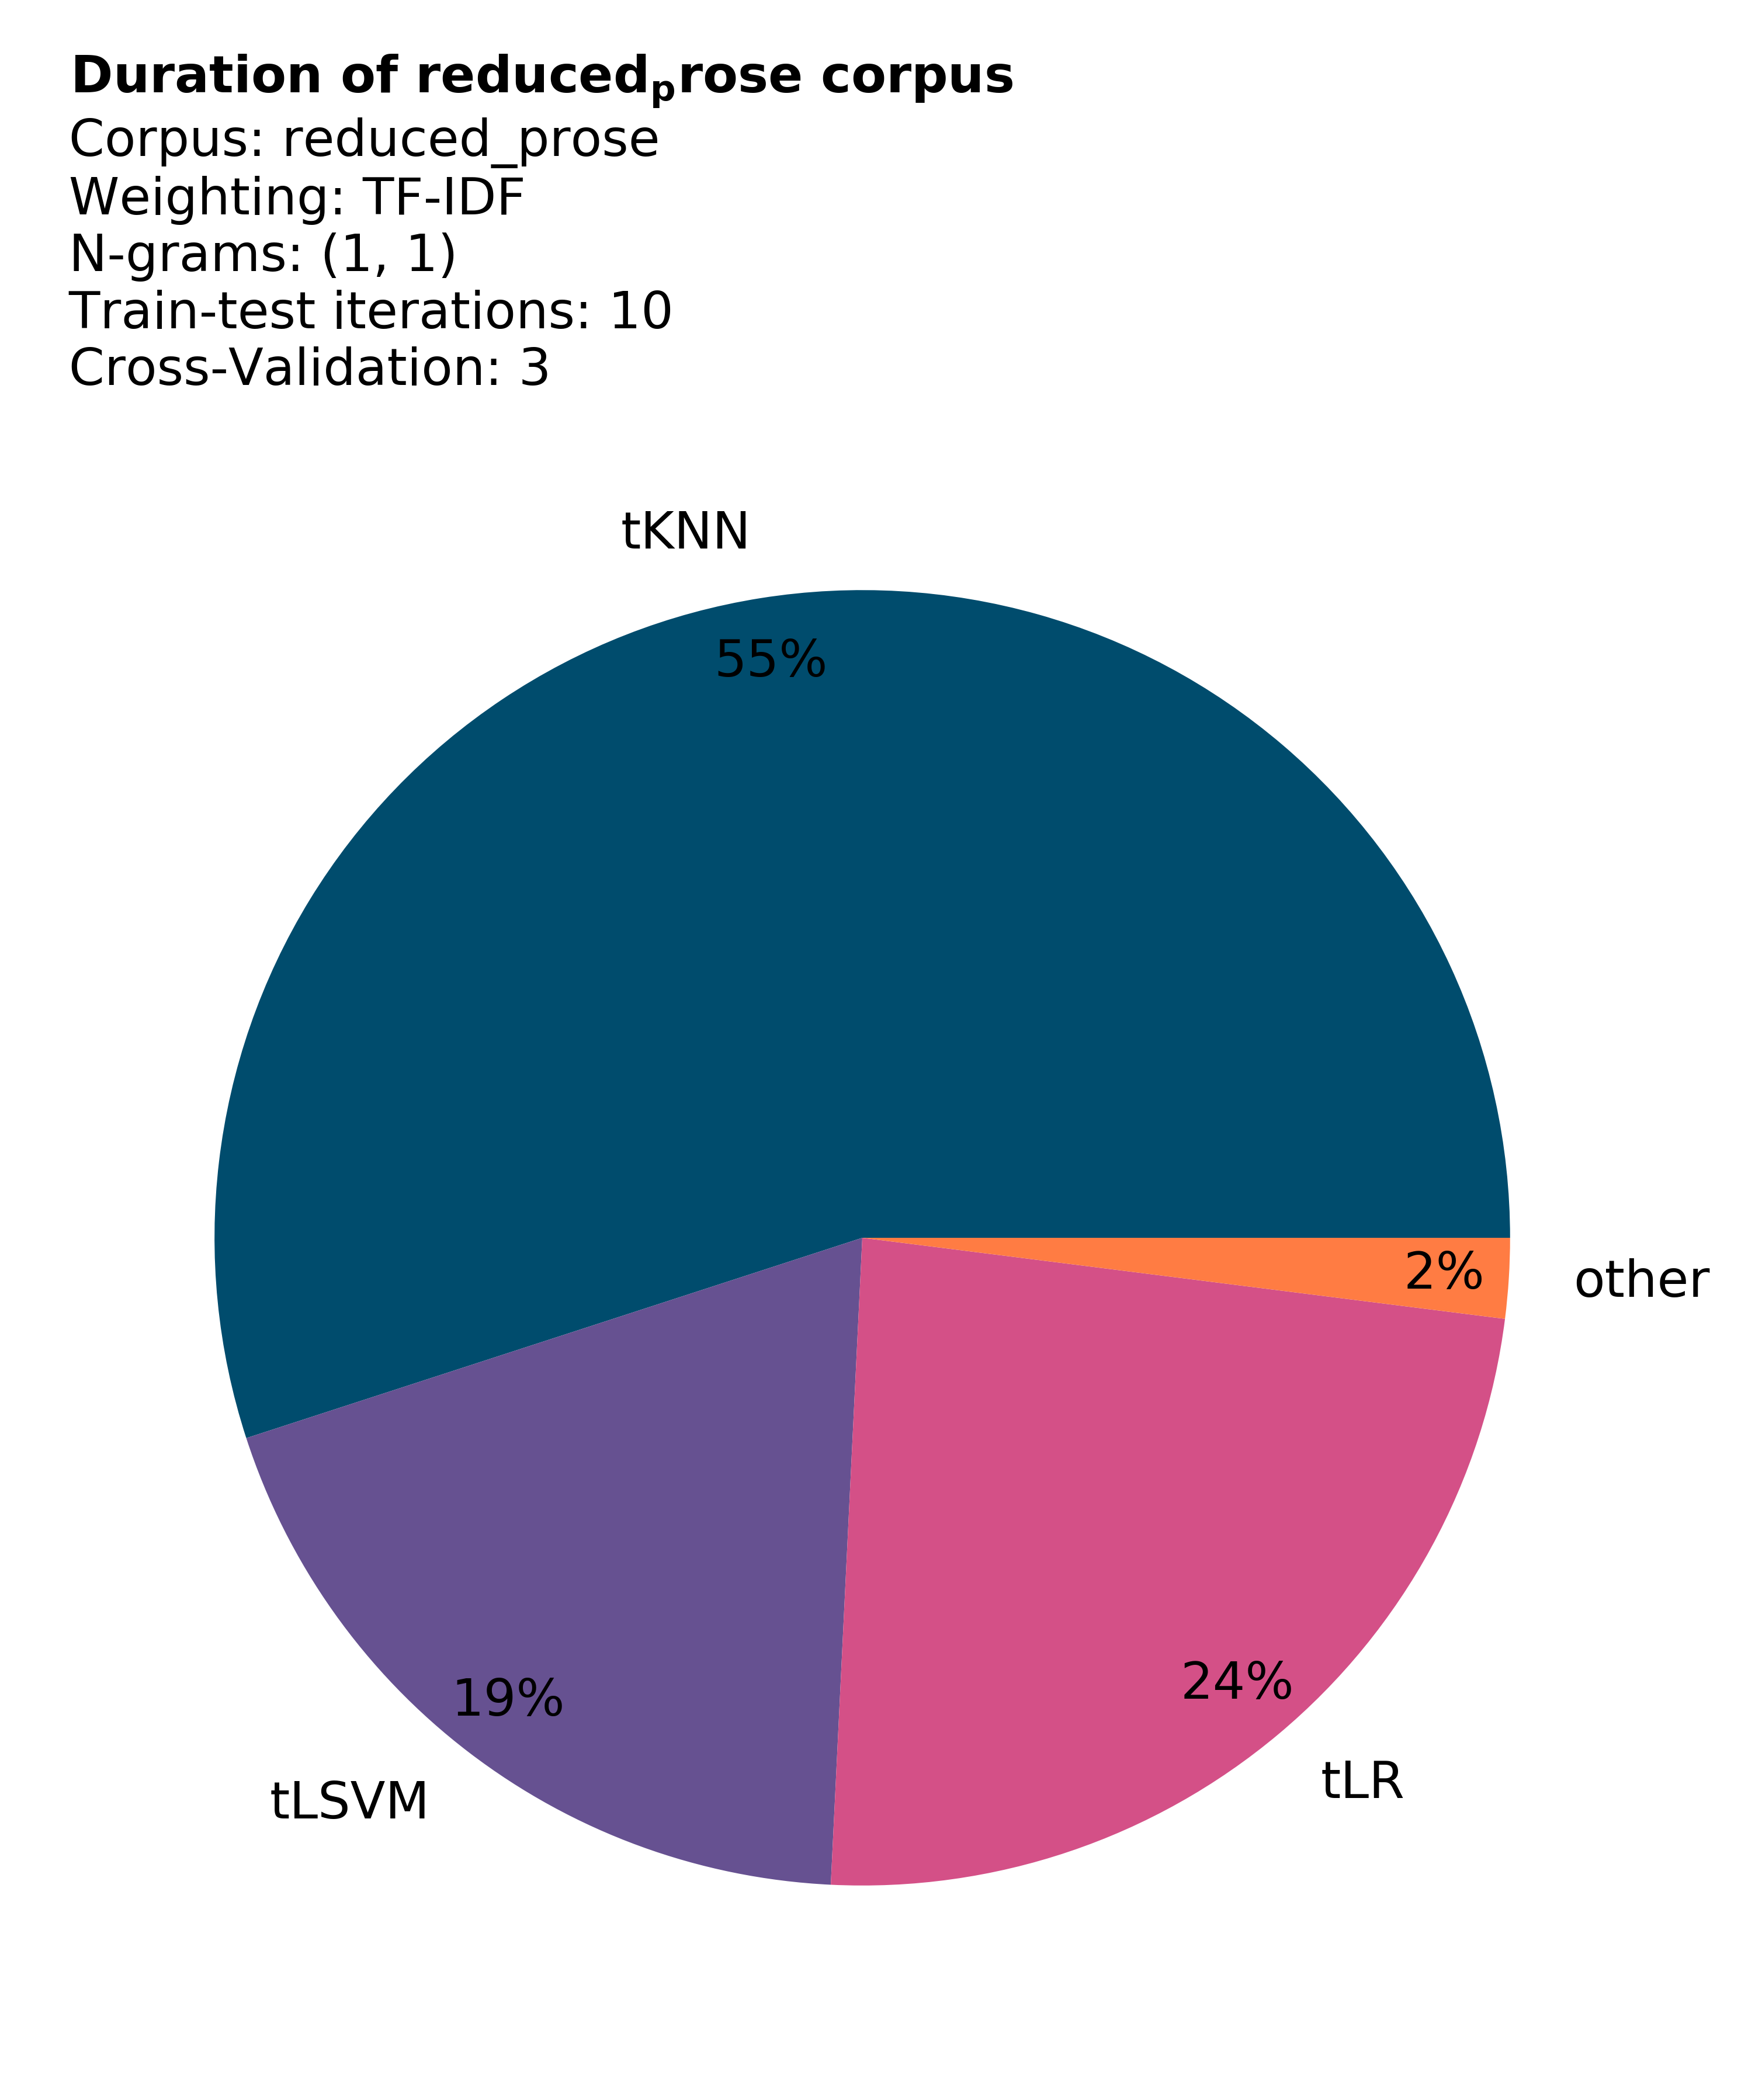 Duration of reducedₚrose corpus
Corpus: reduced_prose
Weighting: TF-IDF
N-grams: (1, 1)
Train-test iterations: 10
Cross-Validation: 3
tKNN
55%
2%
other
24%
19%
tLR
tLSVM